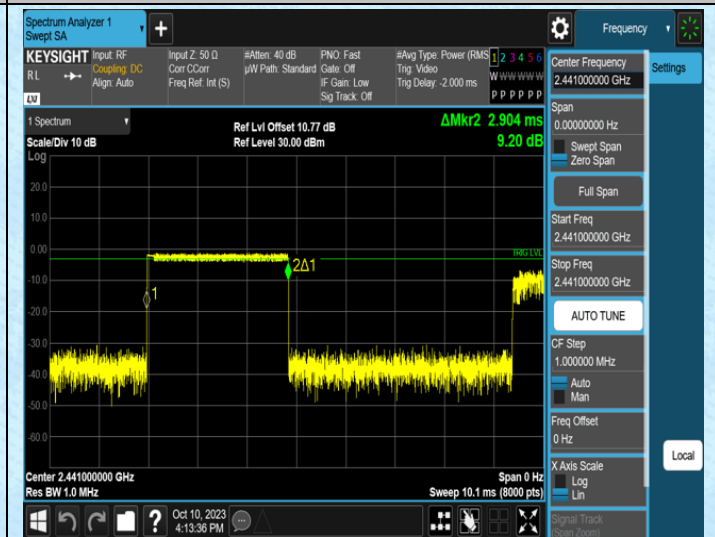 Spectrum Analyzer 1
Swept SA
Frequency
KEYSIGHT
RL
LXI
Input: RF
Coupling: DC
Align: Auto
Input Z: 50 Ω
Corr CCorr
Freq Ref: Int (S)
#Atten: 40 dB
µW Path: Standard
PNO: Fast
Gate: Off
IF Gain: Low
Sig Track: Off
#Avg Type: Power (RMS
Trig: Video
Trig Delay: -2.000 ms
1 2 3 4 5 6
W W W W W W
P P P P P P
Center Frequency
2.441000000 GHz
Settings
Span
0.00000000 Hz
Swept Span
Zero Span
Full Span
Start Freq
2.441000000 GHz
Stop Freq
2.441000000 GHz
AUTO TUNE
CF Step
1.000000 MHz
Auto
Man
Freq Offset
0 Hz
X Axis Scale
Log
Lin
Signal Track
(Span Zoom)
Local
1 Spectrum
Scale/Div 10 dB
Log
Ref Lvl Offset 10.77 dB
Ref Level 30.00 dBm
ΔMkr2 2.904 ms
9.20 dB
20.0
10.0
0.00
-10.0
-20.0
-30.0
-40.0
-50.0
-60.0
TRIG LVL
1
2Δ1
Center 2.441000000 GHz
Res BW 1.0 MHz
Span 0 Hz
Sweep 10.1 ms (8000 pts)
?
Oct 10, 2023
4:13:36 PM